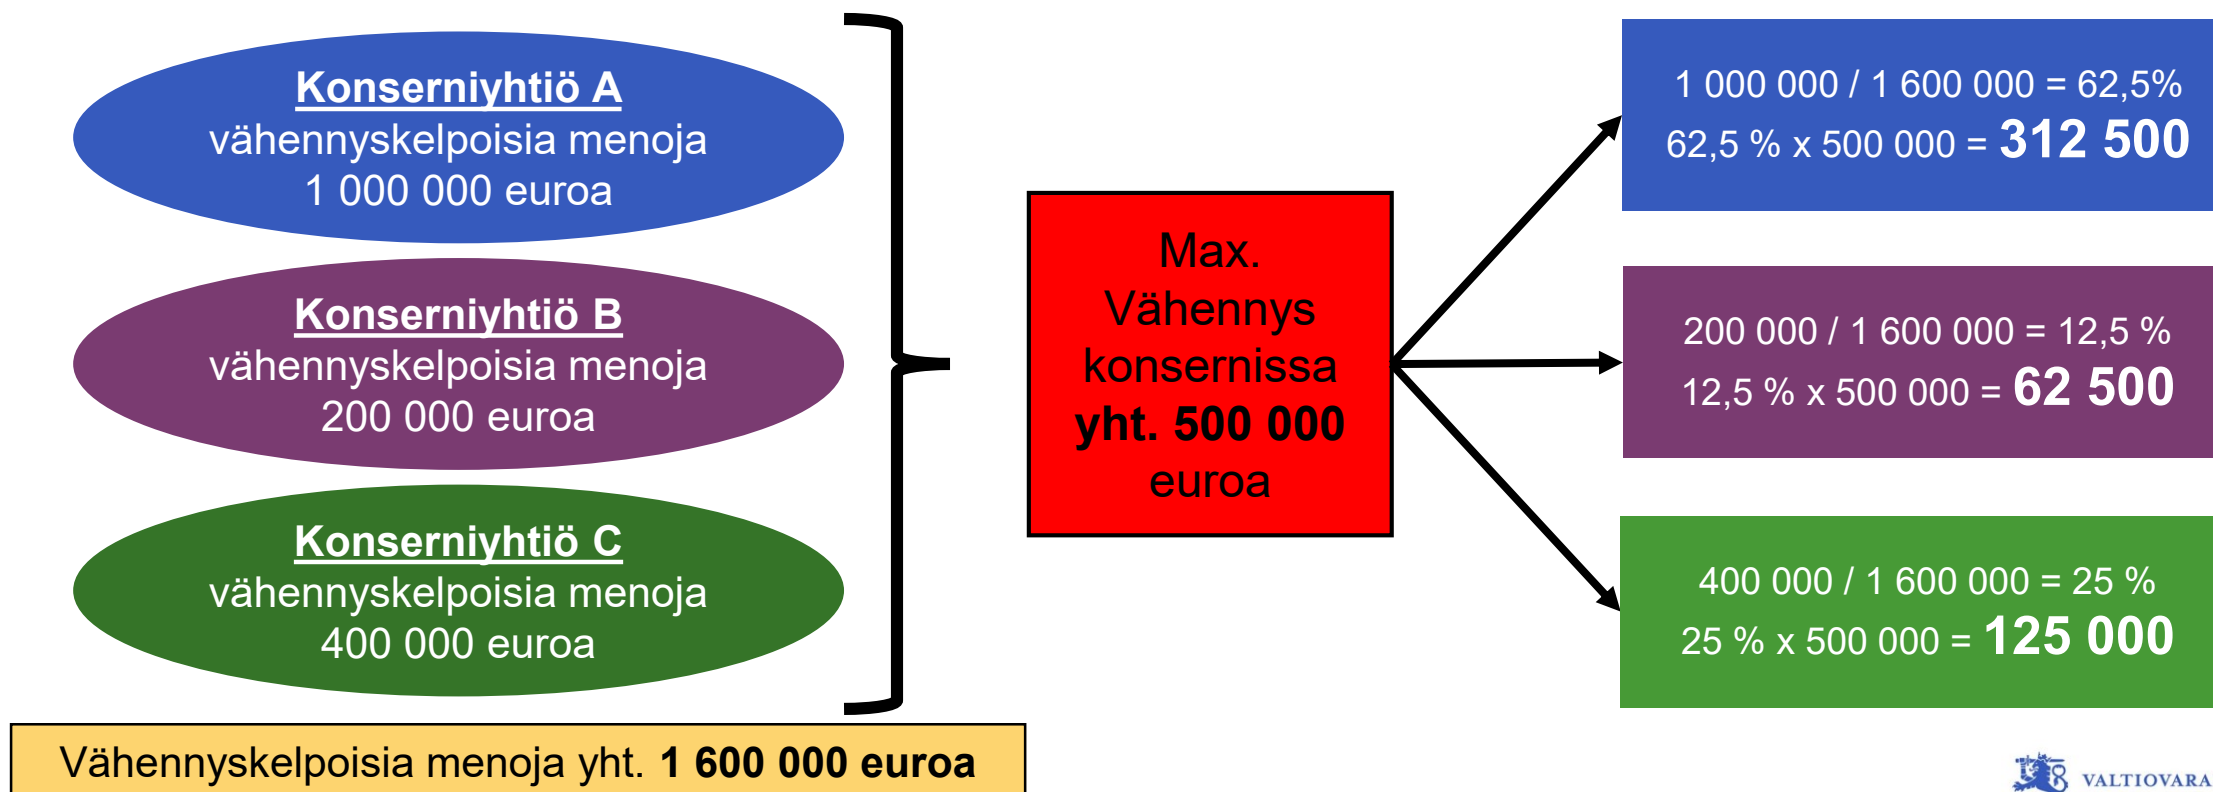 Konserniyhtiö A
vähennyskelpoisia menoja
1 000 000 euroa
Konserniyhtiö B
vähennyskelpoisia menoja
200 000 euroa
Konserniyhtiö C
vähennyskelpoisia menoja
400 000 euroa
Vähennyskelpoisia menoja yht. 1 600 000 euroa
Max.
Vähennys
konsernissa
yht. 500 000
euroa
1 000 000 / 1 600 000 = 62,5%
62,5 % x 500 000 = 312 500
200 000 / 1 600 000 = 12,5 %
12,5 % x 500 000 = 62 500
400 000 / 1 600 000 = 25 %
25 % x 500 000 = 125 000
VALTIOVARA